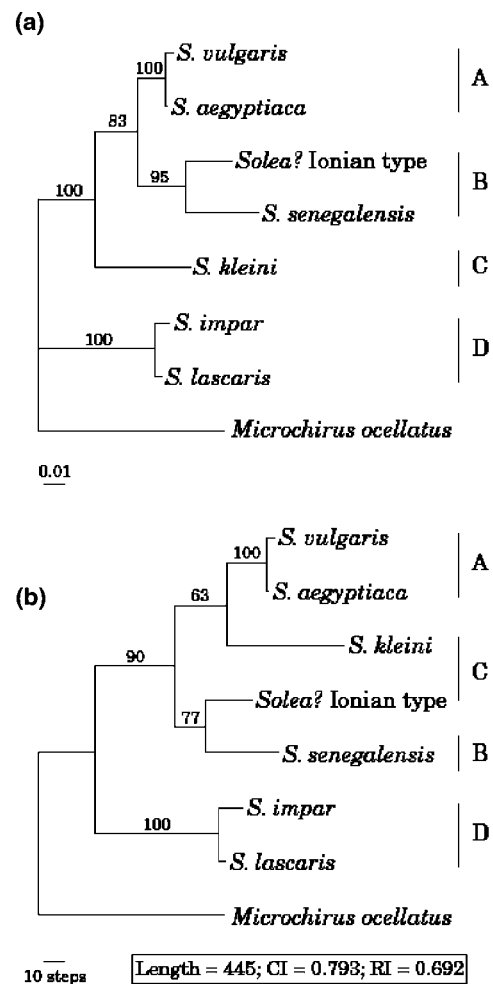 (a)
S. vulgaris
100
A
S. aegyptiaca
83
Solea? Ionian type
95
B
100
S. senegalensis
S. kleini
C
S. impar
100
D
S. lascaris
Microchirus ocellatus
0.01
(b)
S. vulgaris
100
A
S. aegyptiaca
63
S. kleini
90
C
Solea? Ionian type
77
S. senegalensis
B
S. impar
100
D
S. lascaris
Microchirus ocellatus
10 steps
Length = 445; CI = 0.793; RI = 0.692